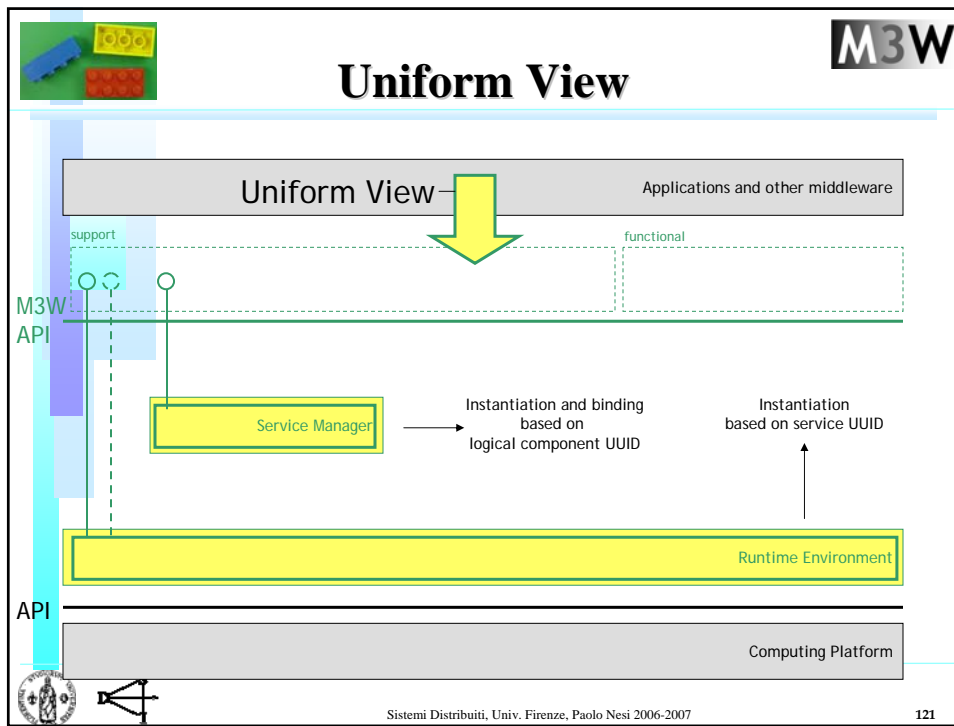 M3W
Uniform View
Uniform View
Applications and other middleware
support
functional
M3W
API
Service Manager
Instantiation and binding
based on
logical component UUID
Instantiation
based on service UUID
Runtime Environment
API
Computing Platform
Sistemi Distribuiti, Univ. Firenze, Paolo Nesi 2006-2007
121